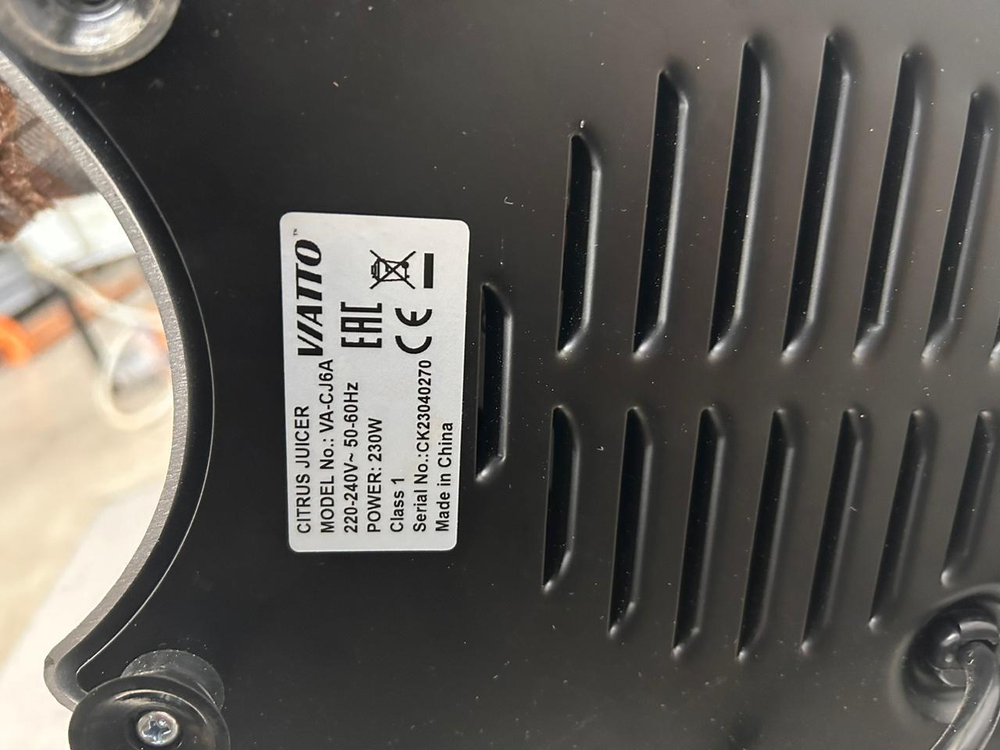 VIATTO™
CITRUS JUICER
MODEL No.: VA-CJ6A
220-240V~ 50-60Hz
POWER: 230W
Class 1
Serial No.:CK23040270
Made in China
EAC
CE